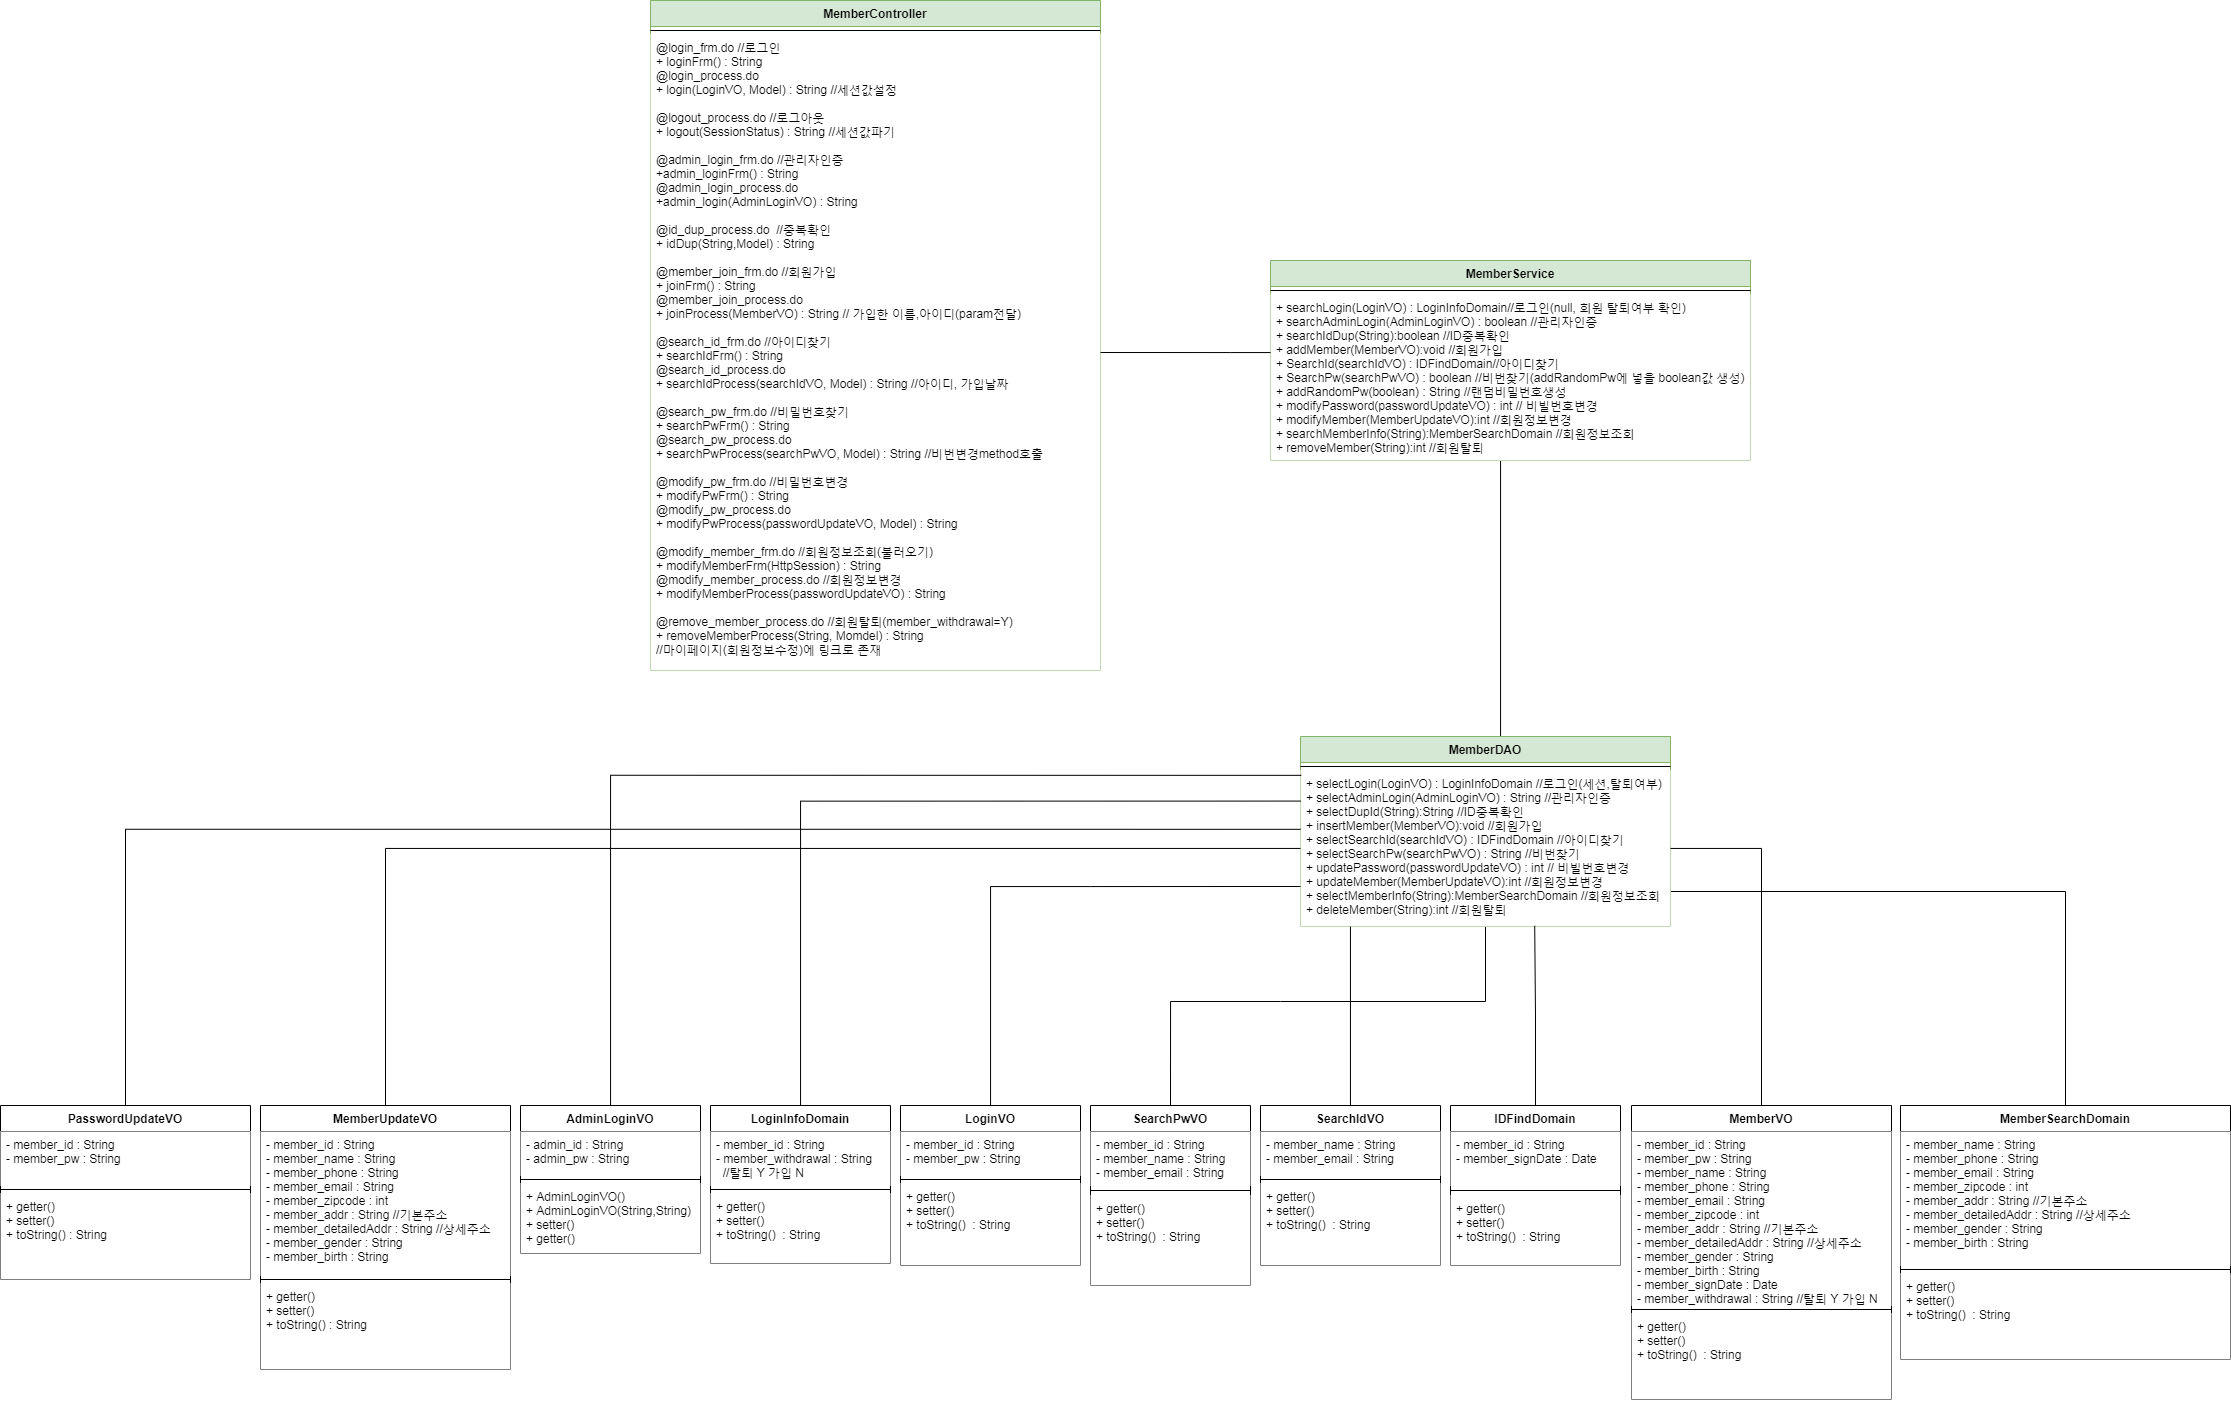 MemberController
@login_frm.do //로그인
+ loginFrm() : String
@login_process.do
+ login(LoginVO, Model) : String //세션값설정
@logout_process.do //로그아웃
+ logout(SessionStatus) : String //세션값파기
@admin_login_frm.do //관리자인증
+admin_loginFrm() : String
@admin_login_process.do
+admin_login(AdminLoginVO) : String
@id_dup_process.do  //중복확인
+ idDup(String,Model) : String
@member_join_frm.do //회원가입
+ joinFrm() : String
@member_join_process.do
+ joinProcess(MemberVO) : String // 가입한 이름,아이디(param전달)
@search_id_frm.do //아이디찾기
+ searchIdFrm() : String
@search_id_process.do
+ searchIdProcess(searchIdVO, Model) : String //아이디, 가입날짜
@search_pw_frm.do //비밀번호찾기
+ searchPwFrm() : String
@search_pw_process.do
+ searchPwProcess(searchPwVO, Model) : String //비번변경method호출
@modify_pw_frm.do //비밀번호변경
+ modifyPwFrm() : String
@modify_pw_process.do
+ modifyPwProcess(passwordUpdateVO, Model) : String
@modify_member_frm.do //회원정보조회(불러오기)
+ modifyMemberFrm(HttpSession) : String
@modify_member_process.do //회원정보변경
+ modifyMemberProcess(passwordUpdateVO) : String
@remove_member_process.do //회원탈퇴(member_withdrawal=Y)
+ removeMemberProcess(String, Momdel) : String
//마이페이지(회원정보수정)에 링크로 존재
MemberService
+ searchLogin(LoginVO) : LoginInfoDomain//로그인(null, 회원 탈퇴여부 확인)
+ searchAdminLogin(AdminLoginVO) : boolean //관리자인증
+ searchIdDup(String):boolean //ID중복확인
+ addMember(MemberVO):void //회원가입
+ SearchId(searchIdVO) : IDFindDomain//아이디찾기
+ SearchPw(searchPwVO) : boolean //비번찾기(addRandomPw에 넣을 boolean값 생성)
+ addRandomPw(boolean) : String //랜덤비밀번호생성
+ modifyPassword(passwordUpdateVO) : int // 비빌번호변경
+ modifyMember(MemberUpdateVO):int //회원정보변경
+ searchMemberInfo(String):MemberSearchDomain //회원정보조회
+ removeMember(String):int //회원탈퇴
MemberDAO
+ selectLogin(LoginVO) : LoginInfoDomain //로그인(세션,탈퇴여부)
+ selectAdminLogin(AdminLoginVO) : String //관리자인증
+ selectDupId(String):String //ID중복확인
+ insertMember(MemberVO):void //회원가입
+ selectSearchId(searchIdVO) : IDFindDomain //아이디찾기
+ selectSearchPw(searchPwVO) : String //비번찾기
+ updatePassword(passwordUpdateVO) : int // 비빌번호변경
+ updateMember(MemberUpdateVO):int //회원정보변경
+ selectMemberInfo(String):MemberSearchDomain //회원정보조회
+ deleteMember(String):int //회원탈퇴
PasswordUpdateVO
- member_id : String
- member_pw : String
+ getter()
+ setter()
+ toString() : String
MemberUpdateVO
- member_id : String
- member_name : String
- member_phone : String
- member_email : String
- member_zipcode : int
- member_addr : String //기본주소
- member_detailedAddr : String //상세주소
- member_gender : String
- member_birth : String
+ getter()
+ setter()
+ toString() : String
AdminLoginVO
- admin_id : String
- admin_pw : String
+ AdminLoginVO()
+ AdminLoginVO(String,String)
+ setter()
+ getter()
LoginInfoDomain
- member_id : String
- member_withdrawal : String
//탈퇴 Y 가입 N
+ getter()
+ setter()
+ toString()  : String
LoginVO
- member_id : String
- member_pw : String
+ getter()
+ setter()
+ toString()  : String
SearchPwVO
- member_id : String
- member_name : String
- member_email : String
+ getter()
+ setter()
+ toString()  : String
SearchIdVO
- member_name : String
- member_email : String
+ getter()
+ setter()
+ toString()  : String
IDFindDomain
- member_id : String
- member_signDate : Date
+ getter()
+ setter()
+ toString()  : String
MemberVO
- member_id : String
- member_pw : String
- member_name : String
- member_phone : String
- member_email : String
- member_zipcode : int
- member_addr : String //기본주소
- member_detailedAddr : String //상세주소
- member_gender : String
- member_birth : String
- member_signDate : Date
- member_withdrawal : String //탈퇴 Y 가입 N
+ getter()
+ setter()
+ toString()  : String
MemberSearchDomain
- member_name : String
- member_phone : String
- member_email : String
- member_zipcode : int
- member_addr : String //기본주소
- member_detailedAddr : String //상세주소
- member_gender : String
- member_birth : String
+ getter()
+ setter()
+ toString()  : String